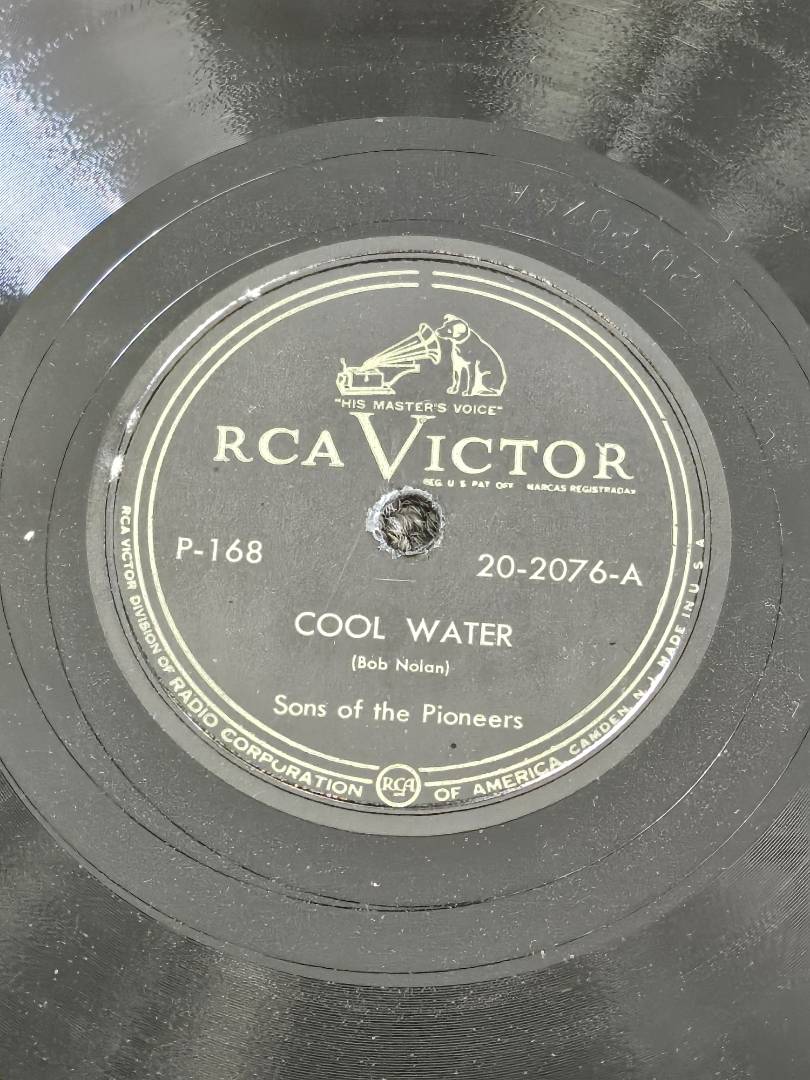 "HIS MASTER'S VOICE"
RCA VICTOR
REG. U S PAT OFF MARCAS REGISTRADAS
P-168
20-2076-A
COOL WATER
(Bob Nolan)
Sons of the Pioneers
RCA VICTOR DIVISION OF RADIO CORPORATION RCA OF AMERICA, CAMDEN, N. J. MADE IN U S A